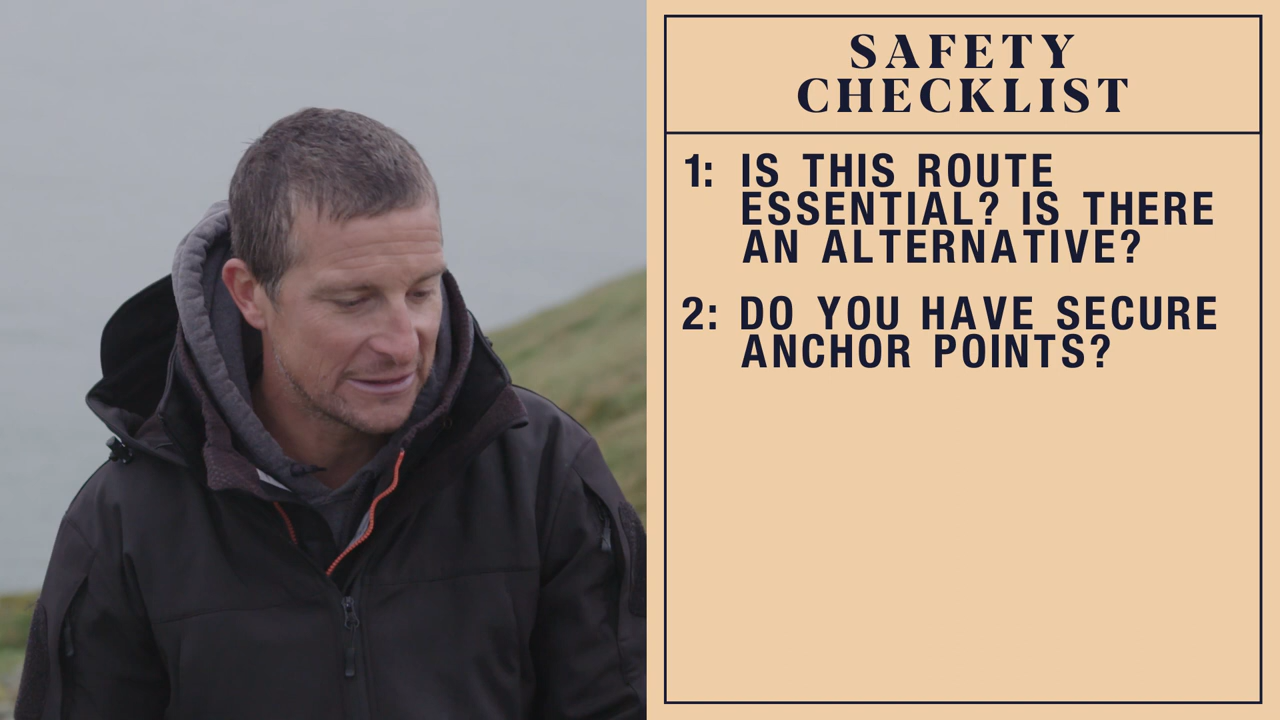 SAFETY
CHECKLIST
1: IS THIS ROUTE
ESSENTIAL? IS THERE
AN ALTERNATIVE?
2: DO YOU HAVE SECURE
ANCHOR POINTS?